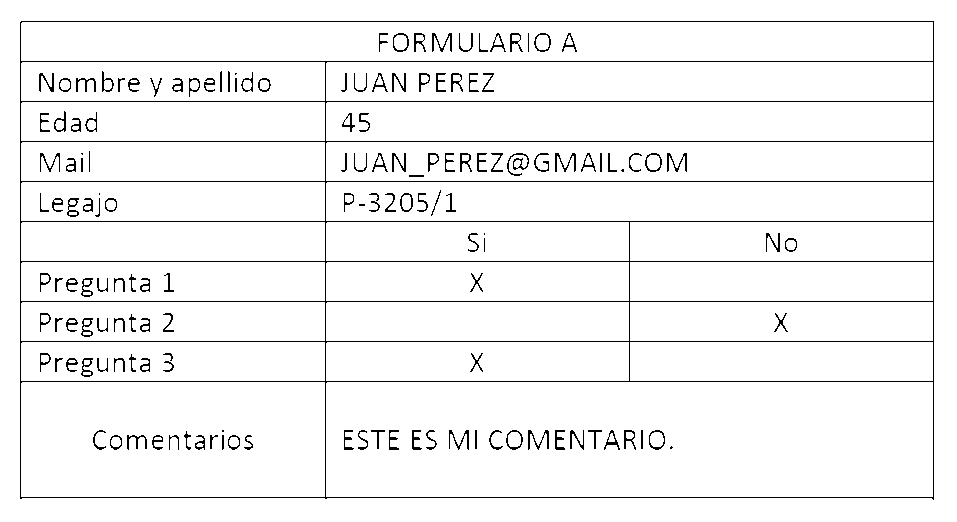 FORMULARIO A
Nombre y apellido JUAN PEREZ
Edad 45
Mail JUAN_PEREZ@GMAIL.COM
Legajo P-3205/1
Si No
Pregunta 1 X
Pregunta 2 X
Pregunta 3 X
Comentarios ESTE ES MI COMENTARIO.